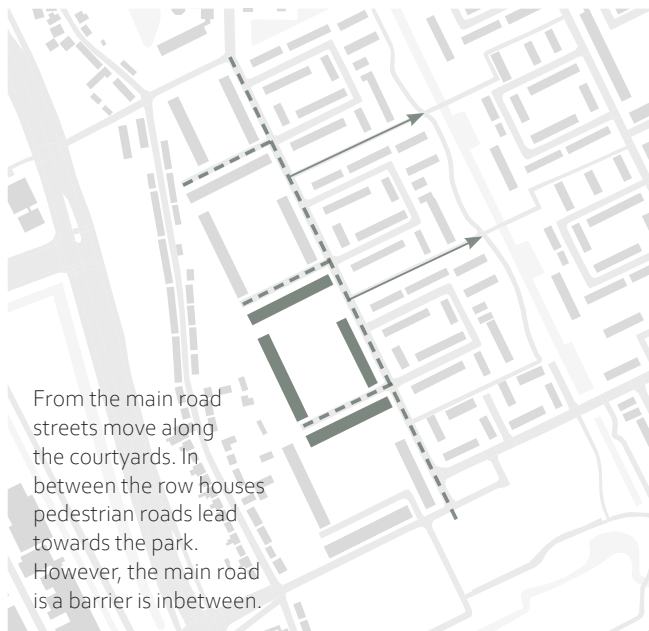 From the main road
streets move along
the courtyards. In
between the row houses
pedestrian roads lead
towards the park.
However, the main road
is a barrier is inbetween.